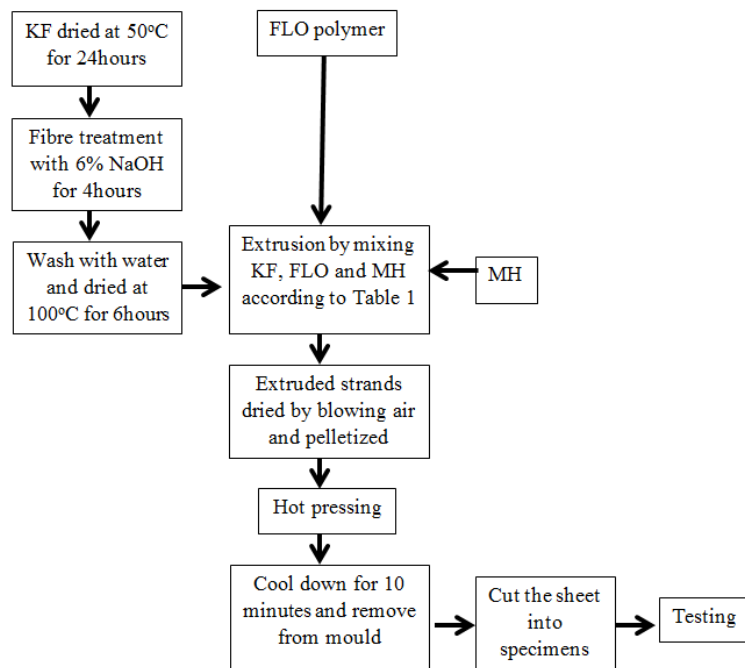 KF dried at 50°C
for 24hours
FLO polymer
Fibre treatment
with 6% NaOH
for 4hours
Wash with water
and dried at
100°C for 6hours
Extrusion by mixing
KF, FLO and MH
according to Table 1
MH
Extruded strands
dried by blowing air
and pelletized
Hot pressing
Cool down for 10
minutes and remove
from mould
Cut the sheet
into
specimens
Testing